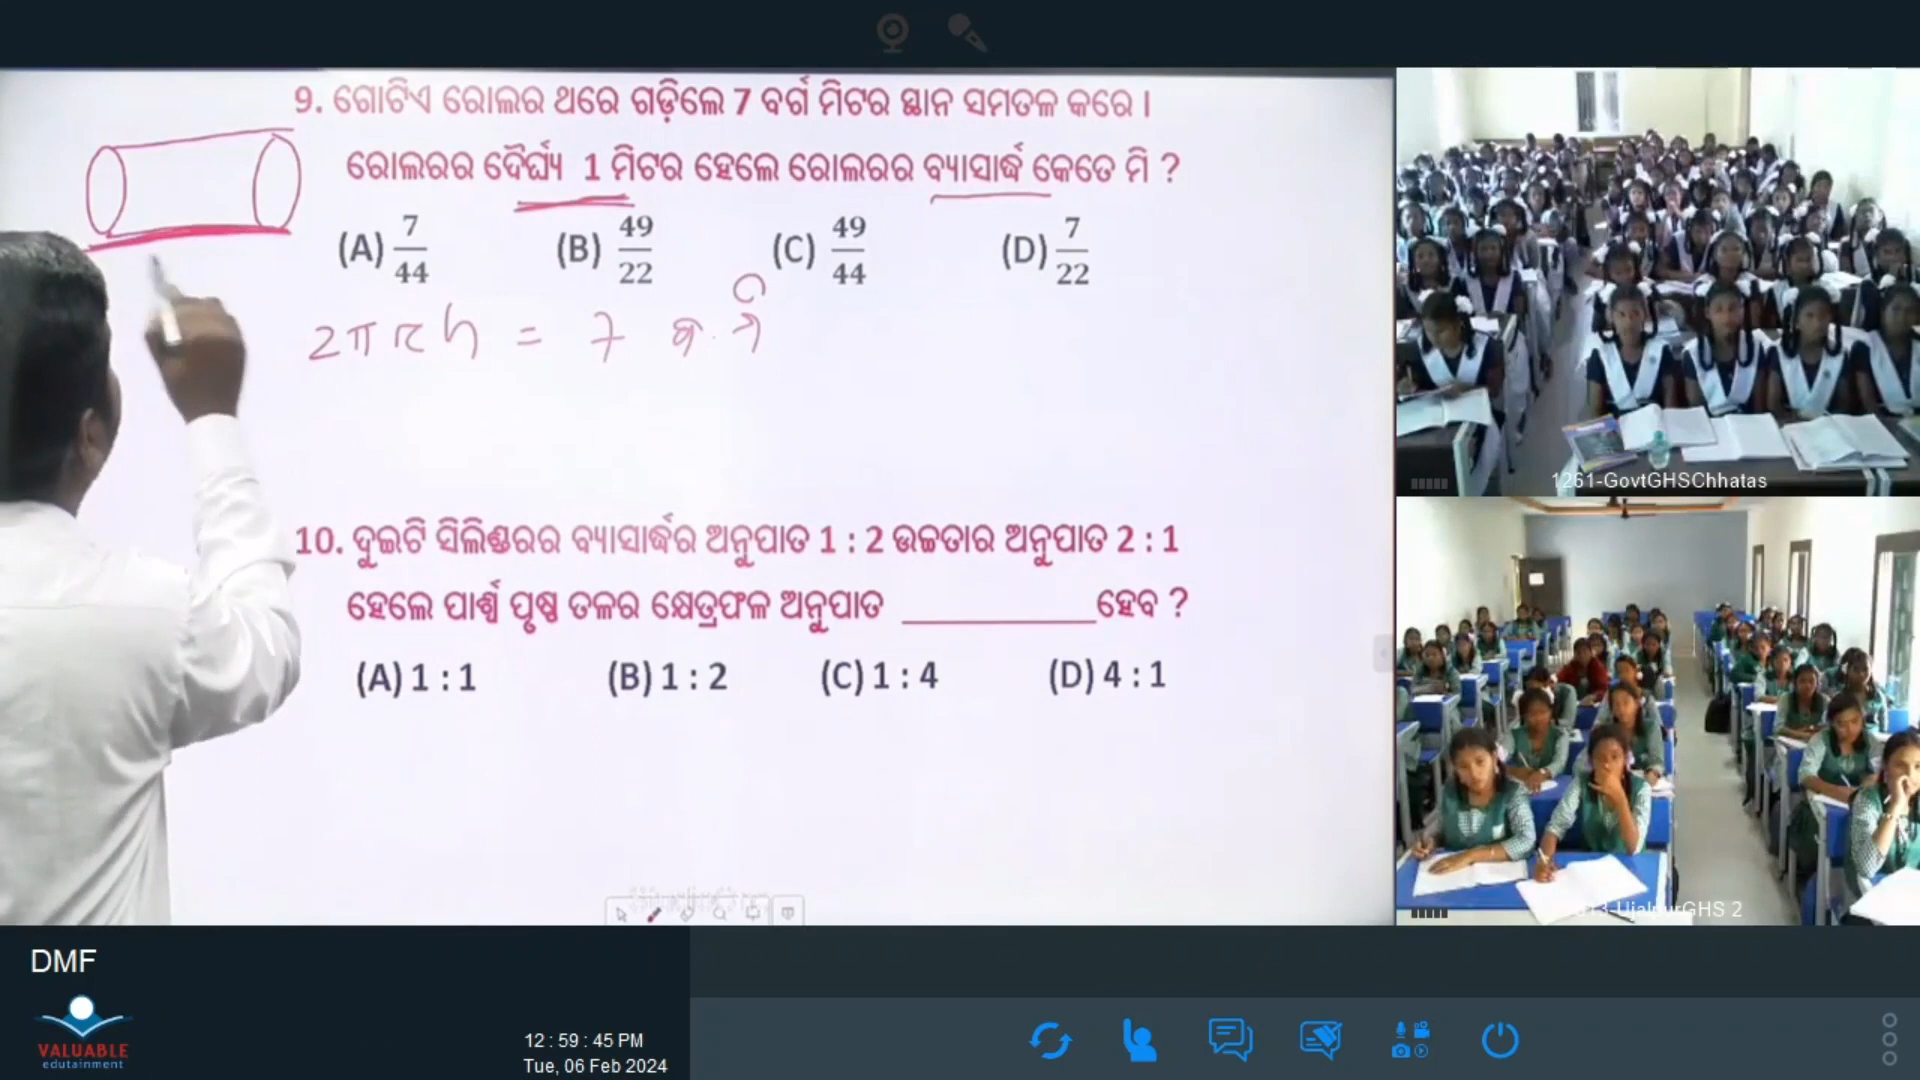 9. ଗୋଟିଏ ରୋଲର ଥରେ ଗଡ଼ିଲେ 7 ବର୍ଗ ମିଟର ସ୍ଥାନ ସମତଳ କରେ ।
ରୋଲରର ଦୈର୍ଘ୍ୟ 1 ମିଟର ହେଲେ ରୋଲରର ବ୍ୟାସାର୍ଦ୍ଧ କେତେ ମି ?
(A) 7/44 (B) 49/22 (C) 49/44 (D) 7/22
2πrh = 7 ବ.ମି
10. ଦୁଇଟି ସିଲିଣ୍ଡରର ବ୍ୟାସାର୍ଦ୍ଧର ଅନୁପାତ 1 : 2 ଉଚ୍ଚତାର ଅନୁପାତ 2 : 1
ହେଲେ ପାର୍ଶ୍ୱ ପୃଷ୍ଠ ତଳର କ୍ଷେତ୍ରଫଳ ଅନୁପାତ ____________ ହେବ ?
(A) 1 : 1 (B) 1 : 2 (C) 1 : 4 (D) 4 : 1
1261-GovtGHSChhatas
UjalpurGHS 2
DMF
VALUABLE
edutainment
12 : 59 : 45 PM
Tue, 06 Feb 2024